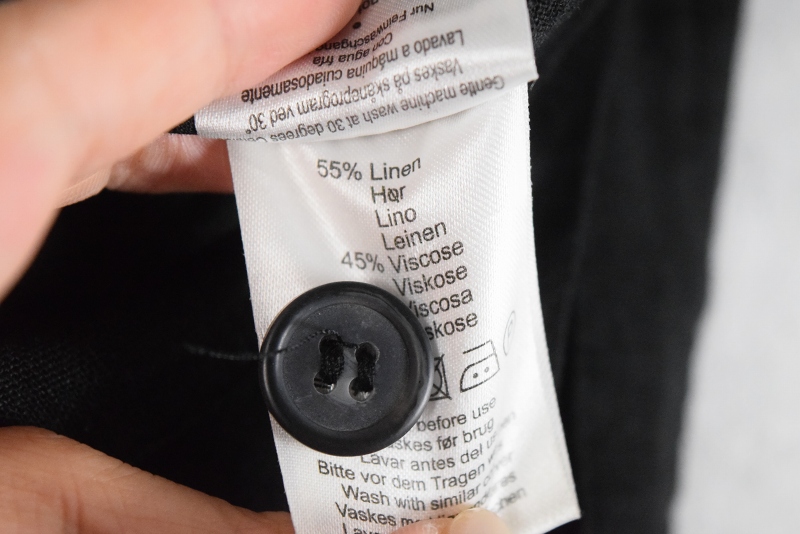 Nur Feinwaschgang
Con agua fría
Lavado a máquina cuidadosamente
Vaskes på skåneprogram ved 30°
Gentle machine wash at 30 degrees
55% Linen
Hør
Lino
Leinen
45% Viscose
Viskose
Viscosa
before use
før brug
Lavar antes del
Bitte vor dem Tragen
Wash with similar
Vaskes